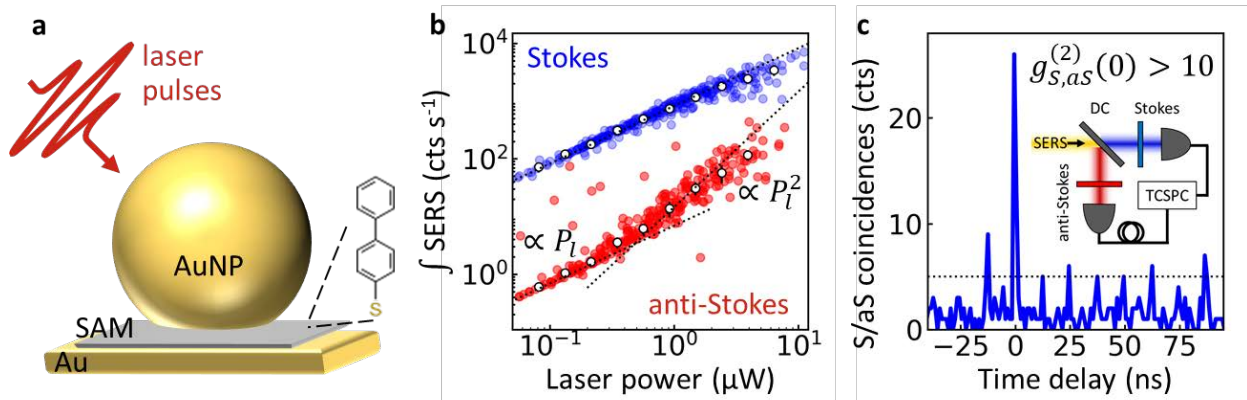 a
laser
pulses
AuNP
SAM
Au
S
b
∫ SERS (cts s⁻¹)
10⁴
10²
10⁰
Stokes
∝ P_l
∝ P_l²
anti-Stokes
10⁻¹
10⁰
10¹
Laser power (μW)
c
S/aS coincidences (cts)
20
10
0
g_{S,aS}^{(2)}(0) > 10
DC
Stokes
SERS
anti-Stokes
TCSPC
−25
0
25
50
75
Time delay (ns)